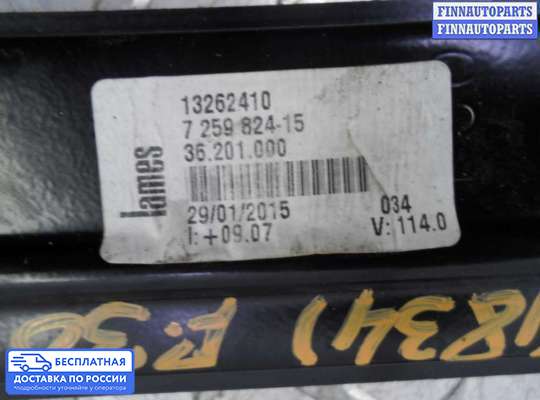 FINNAUTOPARTS
FINNAUTOPARTS
FINNAUTOPARTS
lames
13262410
7 259 824-15
36.201.000
29/01/2015
034
I: +09.07
V: 114.0
БЕСПЛАТНАЯ
ДОСТАВКА ПО РОССИИ